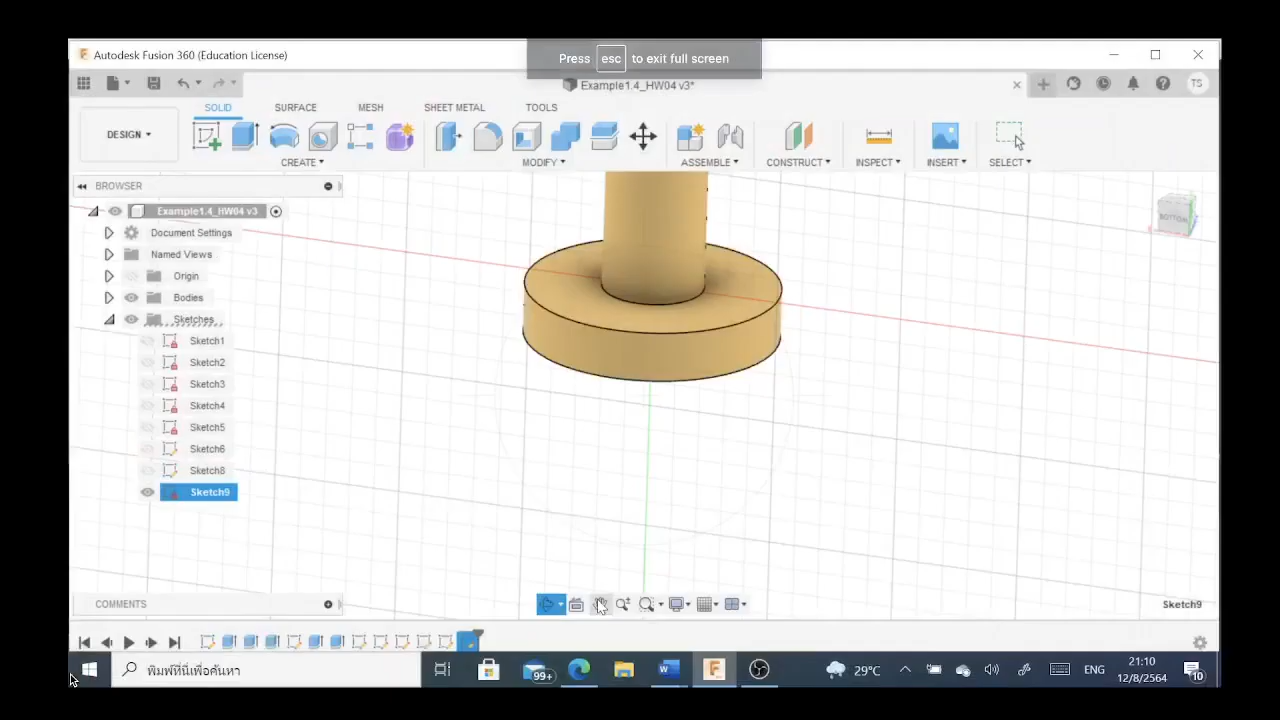 Autodesk Fusion 360 (Education License)
Press esc to exit full screen
Example1.4_HW04 v3*
TS
SOLID SURFACE MESH SHEET METAL TOOLS
DESIGN
CREATE MODIFY ASSEMBLE CONSTRUCT INSPECT INSERT SELECT
BROWSER
Example1.4_HW04 v3
Document Settings
Named Views
Origin
Bodies
Sketches
Sketch1
Sketch2
Sketch3
Sketch4
Sketch5
Sketch6
Sketch8
Sketch9
BOTTOM
COMMENTS
Sketch9
พิมพ์ที่นี่เพื่อค้นหา
99+
29°C
ENG
21:10
12/8/2564
10